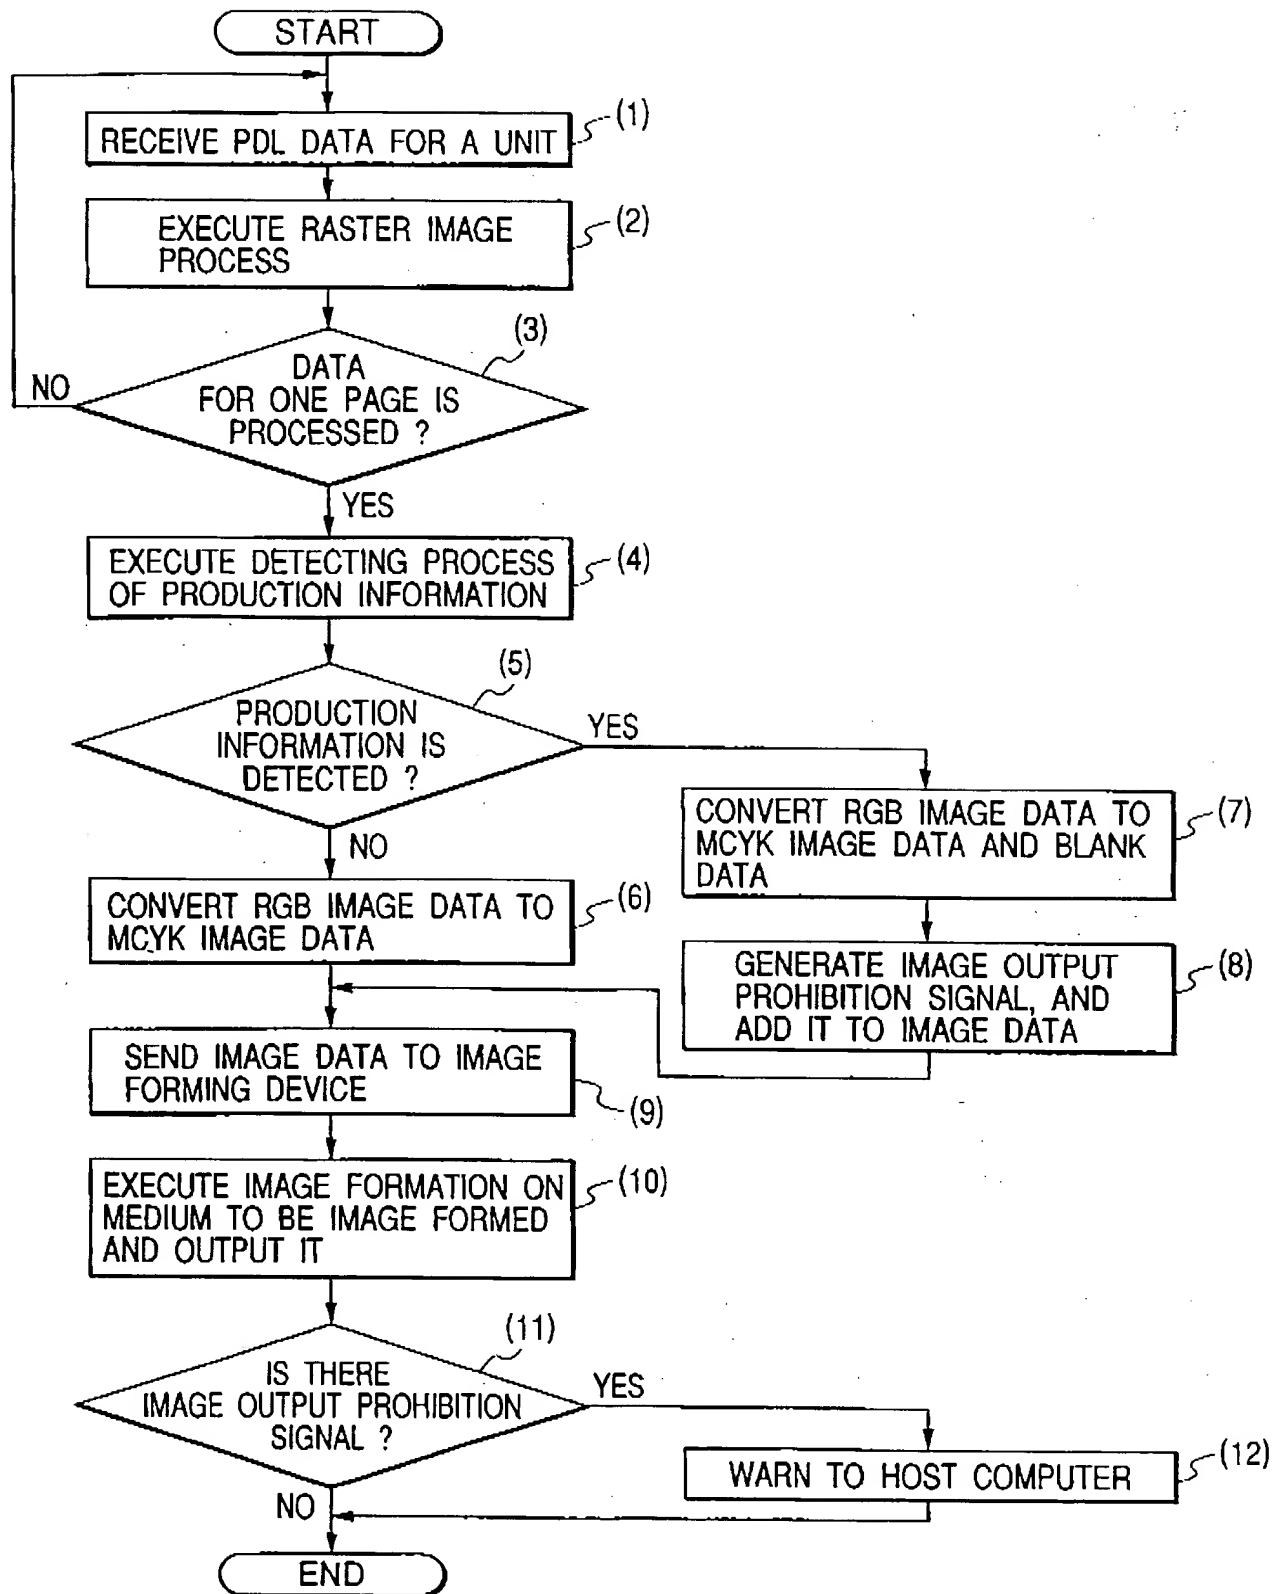 START
(1)
RECEIVE PDL DATA FOR A UNIT
(2)
EXECUTE RASTER IMAGE
PROCESS
(3)
DATA
FOR ONE PAGE IS
PROCESSED ?
NO
YES
(4)
EXECUTE DETECTING PROCESS
OF PRODUCTION INFORMATION
(5)
PRODUCTION
INFORMATION IS
DETECTED ?
YES
NO
(7)
CONVERT RGB IMAGE DATA TO
MCYK IMAGE DATA AND BLANK
DATA
(6)
CONVERT RGB IMAGE DATA TO
MCYK IMAGE DATA
(8)
GENERATE IMAGE OUTPUT
PROHIBITION SIGNAL, AND
ADD IT TO IMAGE DATA
SEND IMAGE DATA TO IMAGE
FORMING DEVICE
(9)
(10)
EXECUTE IMAGE FORMATION ON
MEDIUM TO BE IMAGE FORMED
AND OUTPUT IT
(11)
IS THERE
IMAGE OUTPUT PROHIBITION
SIGNAL ?
YES
(12)
WARN TO HOST COMPUTER
NO
END